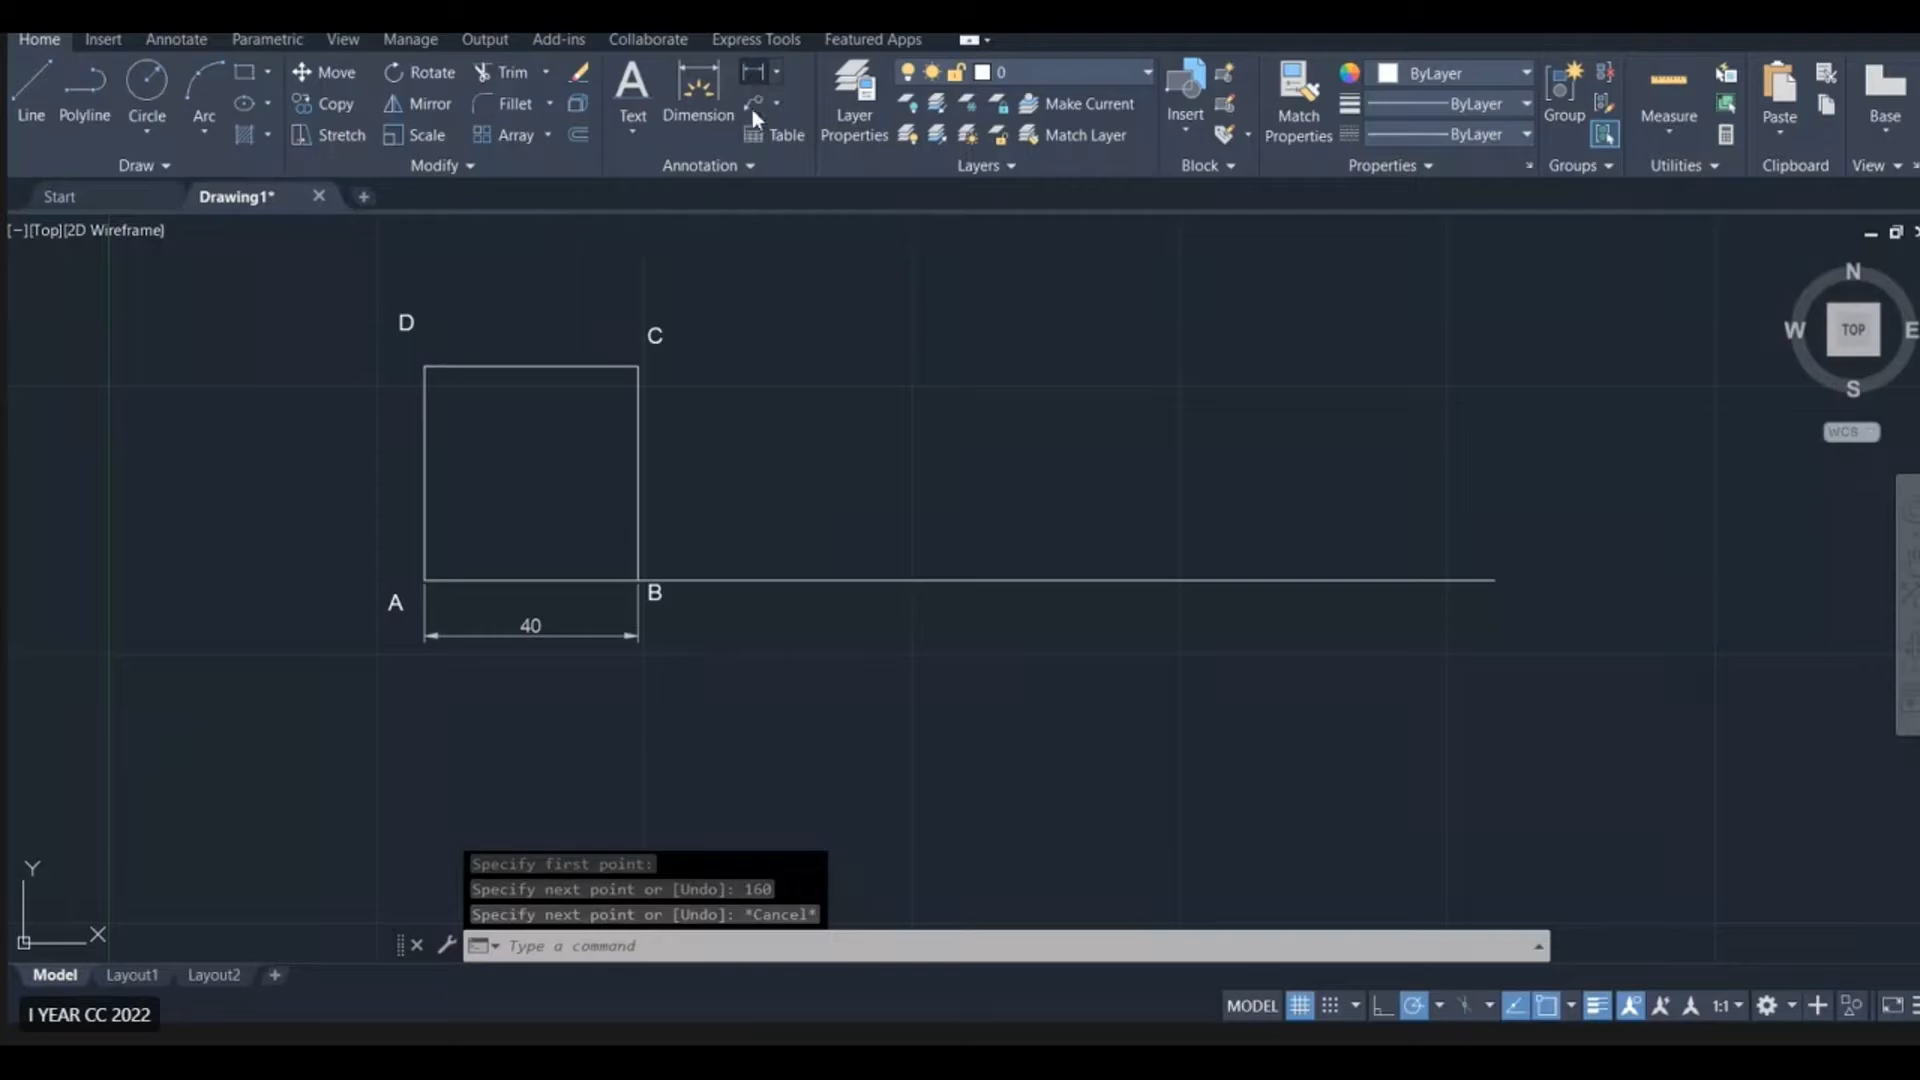 Home Insert Annotate Parametric View Manage Output Add-ins Collaborate Express Tools Featured Apps
Line Polyline Circle Arc
Move Rotate Trim
Copy Mirror Fillet
Stretch Scale Array
Text Dimension Table
Layer Properties
0
Make Current
Match Layer
Insert
Match Properties
ByLayer
ByLayer
ByLayer
Group
Measure
Paste
Base
Draw Modify Annotation Layers Block Properties Groups Utilities Clipboard View
Start Drawing1*
[−][Top][2D Wireframe]
N
W TOP E
S
WCS
D
C
A
B
40
Y
X
Specify first point:
Specify next point or [Undo]: 160
Specify next point or [Undo]: *Cancel*
Type a command
Model Layout1 Layout2
I YEAR CC 2022
MODEL 1:1